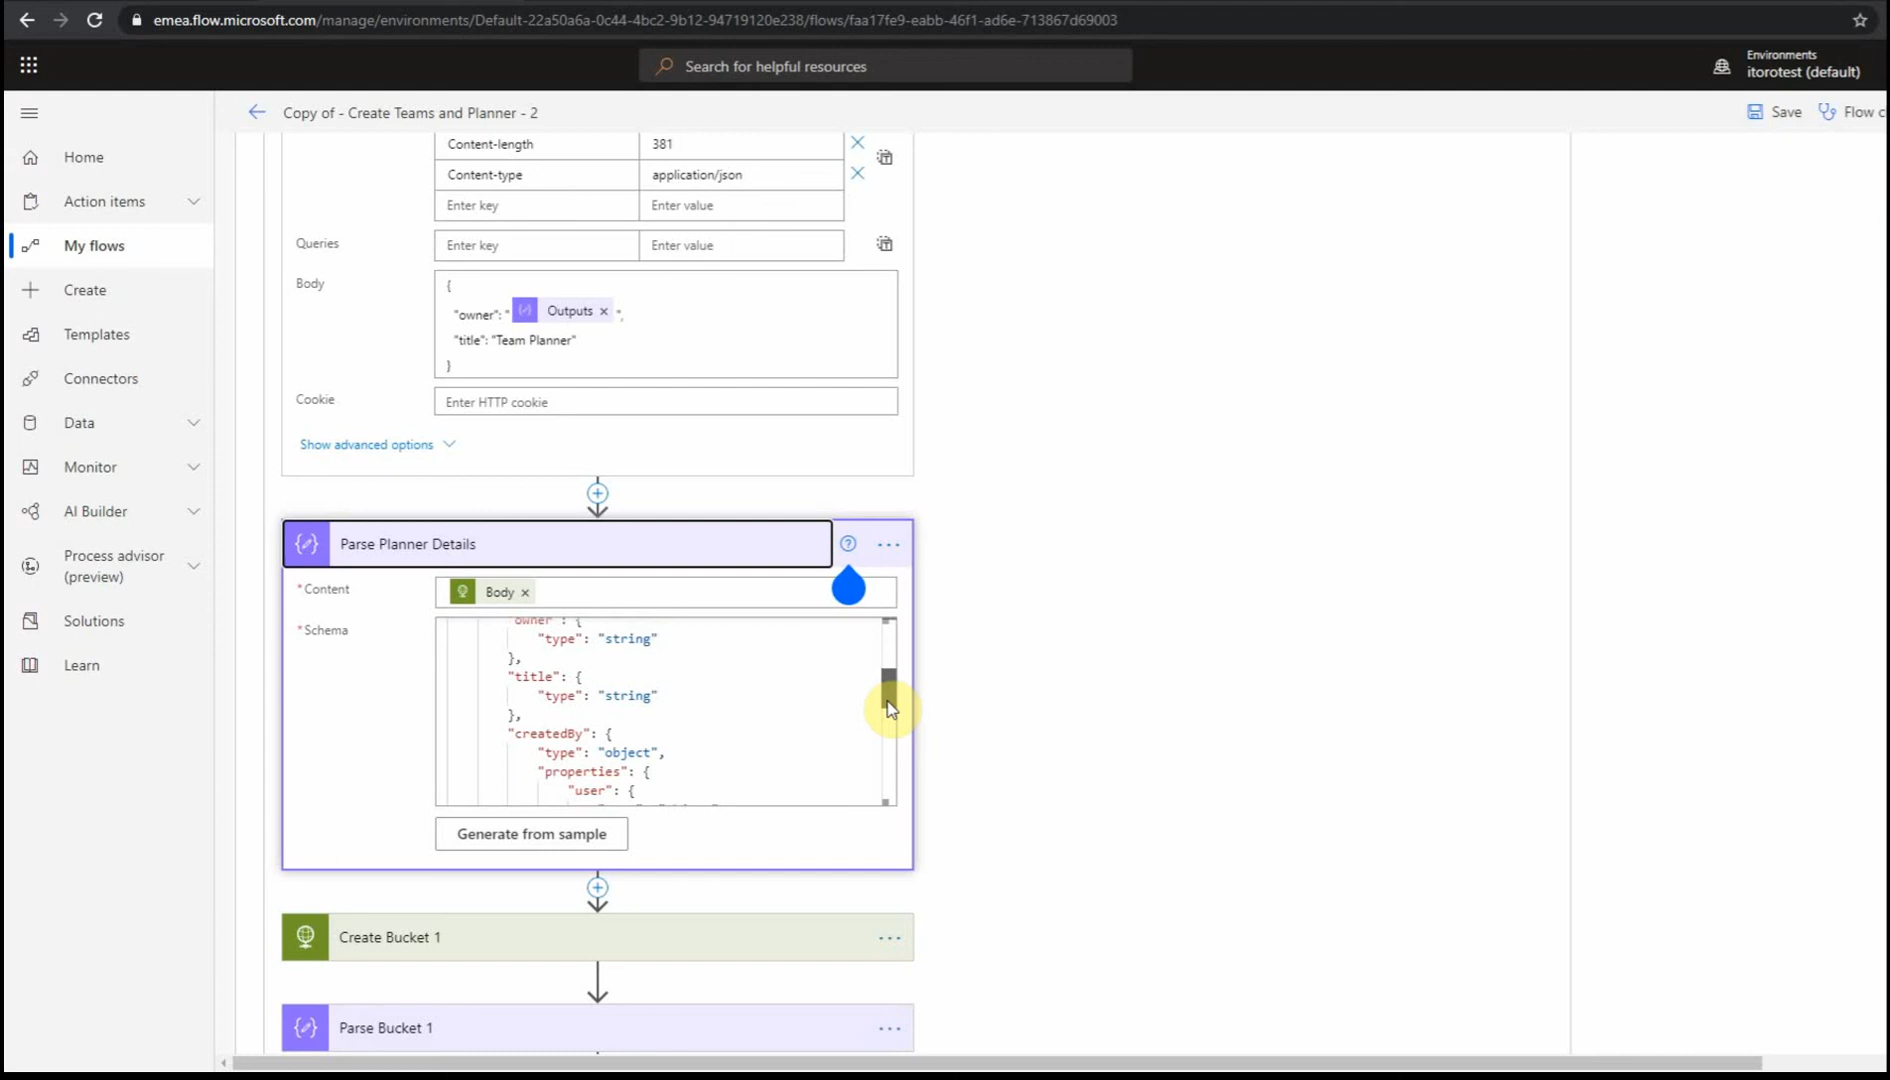 emea.flow.microsoft.com/manage/environments/Default-22a50a6a-0c44-4bc2-9b12-94719120e238/flows/faa17fe9-eabb-46f1-ad6e-713867d69003
Search for helpful resources
Environments
itorotest (default)
Copy of - Create Teams and Planner - 2
Save
Flow c
Home
Action items
My flows
Create
Templates
Connectors
Data
Monitor
AI Builder
Process advisor
(preview)
Solutions
Learn
Content-length 381
Content-type application/json
Enter key Enter value
Queries Enter key Enter value
Body
{
"owner": " Outputs × ",
"title": "Team Planner"
}
Cookie Enter HTTP cookie
Show advanced options
Parse Planner Details
* Content Body ×
* Schema
"owner": {
"type": "string"
},
"title": {
"type": "string"
},
"createdBy": {
"type": "object",
"properties": {
"user": {
Generate from sample
Create Bucket 1
Parse Bucket 1